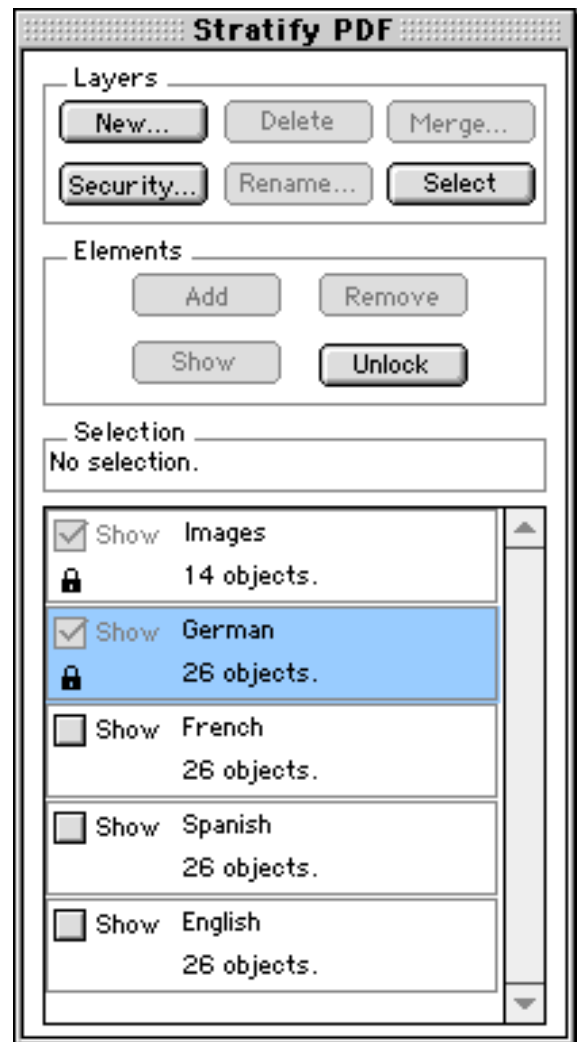 Stratify PDF
Layers
New... Delete Merge...
Security... Rename... Select
Elements
Add Remove
Show Unlock
Selection
No selection.
Show Images
14 objects.
Show German
26 objects.
Show French
26 objects.
Show Spanish
26 objects.
Show English
26 objects.